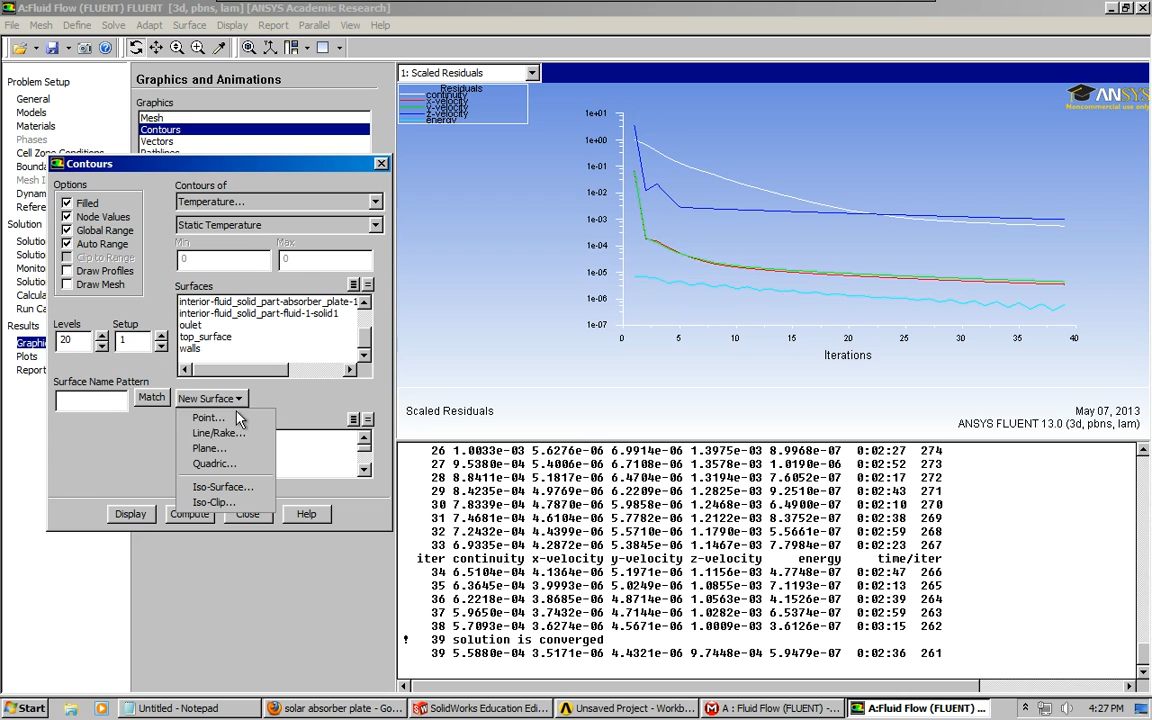 A:Fluid Flow (FLUENT) FLUENT [3d, pbns, lam] [ANSYS Academic Research]
File Mesh Define Solve Adapt Surface Display Report Parallel View Help
Problem Setup
General
Models
Materials
Phases
Cell Zone Conditions
Bounda
Mesh I
Dynam
Refere
Solution
Solutio
Solutio
Monito
Solutio
Calcula
Run Ca
Results
Graphi
Plots
Report
Graphics and Animations
Graphics
Mesh
Contours
Vectors
Pathlines
Contours
Options
Filled
Node Values
Global Range
Auto Range
Clip to Range
Draw Profiles
Draw Mesh
Contours of
Temperature...
Static Temperature
Min Max
0 0
Surfaces
interior-fluid_solid_part-absorber_plate-1
interior-fluid_solid_part-fluid-1-solid1
oulet
top_surface
walls
Levels Setup
20 1
Surface Name Pattern
Match
New Surface
Point...
Line/Rake...
Plane...
Quadric...
Iso-Surface...
Iso-Clip...
Display Compute Close Help
1: Scaled Residuals
Residuals
continuity
x-velocity
y-velocity
z-velocity
energy
ANSYS
Noncommercial use only
1e+01
1e+00
1e-01
1e-02
1e-03
1e-04
1e-05
1e-06
1e-07
0 5 10 15 20 25 30 35 40
Iterations
Scaled Residuals
May 07, 2013
ANSYS FLUENT 13.0 (3d, pbns, lam)
26 1.0033e-03 5.6276e-06 6.9914e-06 1.3975e-03 8.9968e-07 0:02:27 274
27 9.5380e-04 5.4006e-06 6.7108e-06 1.3578e-03 1.0190e-06 0:02:52 273
28 8.8411e-04 5.1815e-06 6.4704e-06 1.3194e-03 7.6052e-07 0:02:17 272
29 8.4235e-04 4.9769e-06 6.2209e-06 1.2825e-03 9.2510e-07 0:02:43 271
30 7.8339e-04 4.7870e-06 5.9858e-06 1.2468e-03 6.4900e-07 0:02:10 270
31 7.4681e-04 4.6104e-06 5.7782e-06 1.2122e-03 8.3752e-07 0:02:38 269
32 7.2432e-04 4.4399e-06 5.5710e-06 1.1790e-03 5.5661e-07 0:02:59 268
33 6.9335e-04 4.2872e-06 5.3845e-06 1.1467e-03 7.7984e-07 0:02:23 267
iter continuity x-velocity y-velocity z-velocity energy time/iter
34 6.5104e-04 4.1364e-06 5.1971e-06 1.1156e-03 4.7748e-07 0:02:47 266
35 6.3645e-04 3.9993e-06 5.0249e-06 1.0855e-03 7.1193e-07 0:02:13 265
36 6.2218e-04 3.8685e-06 4.8714e-06 1.0563e-03 4.1526e-07 0:02:39 264
37 5.9650e-04 3.7432e-06 4.7144e-06 1.0282e-03 6.5374e-07 0:02:59 263
38 5.7093e-04 3.6274e-06 4.5671e-06 1.0009e-03 3.6126e-07 0:03:15 262
! 39 solution is converged
39 5.5880e-04 3.5171e-06 4.4321e-06 9.7448e-04 5.9479e-07 0:02:36 261
Start
Untitled - Notepad
solar absorber plate - Go...
SolidWorks Education Edi...
Unsaved Project - Workb...
A : Fluid Flow (FLUENT) -...
A:Fluid Flow (FLUENT) ...
4:27 PM